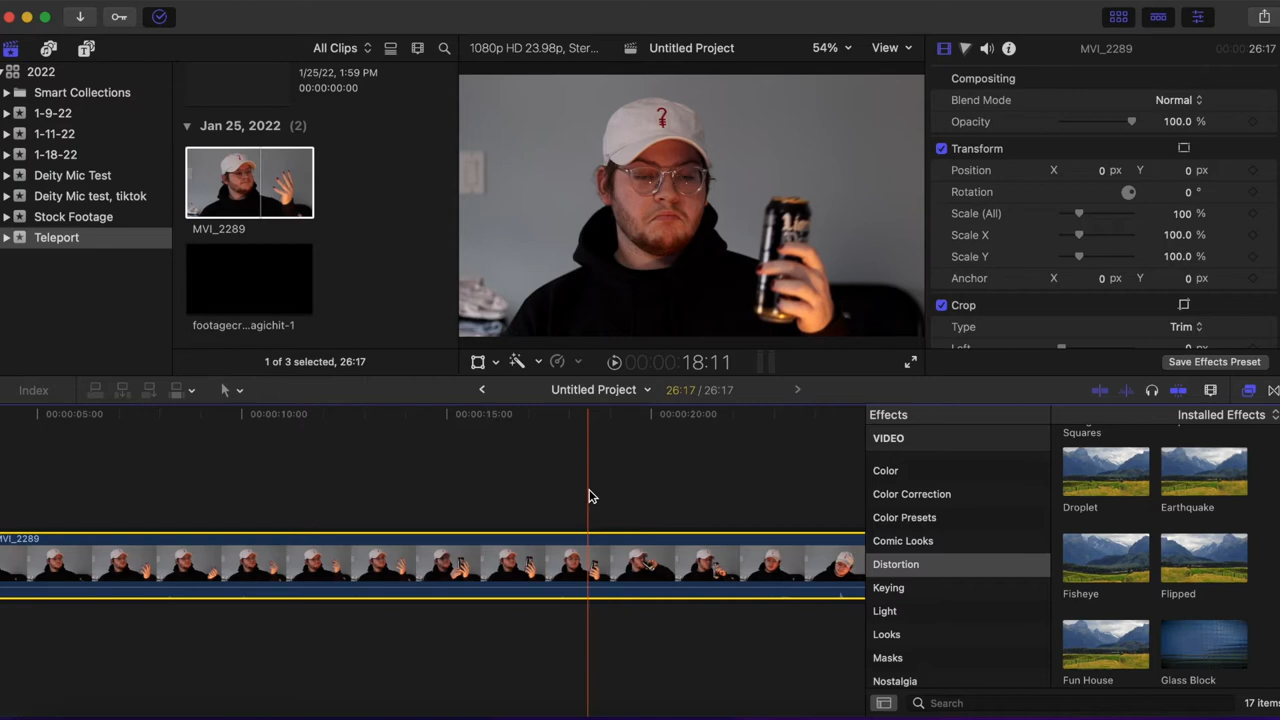 All Clips
1080p HD 23.98p, Ster...
Untitled Project
54%
View
MVI_2289
00:00:26:17
2022
Smart Collections
1-9-22
1-11-22
1-18-22
Deity Mic Test
Deity Mic test, tiktok
Stock Footage
Teleport
1/25/22, 1:59 PM
00:00:00:00
Jan 25, 2022 (2)
MVI_2289
footagecr...agichit-1
1 of 3 selected, 26:17
Compositing
Blend Mode Normal
Opacity 100.0 %
Transform
Position X 0 px Y 0 px
Rotation 0 °
Scale (All) 100 %
Scale X 100.0 %
Scale Y 100.0 %
Anchor X 0 px Y 0 px
Crop
Type Trim
Left
00:00:18:11
Save Effects Preset
Index
Untitled Project
26:17 / 26:17
00:00:05:00
00:00:10:00
00:00:15:00
00:00:20:00
MVI_2289
Effects
Installed Effects
VIDEO
Color
Color Correction
Color Presets
Comic Looks
Distortion
Keying
Light
Looks
Masks
Nostalgia
Squares
Droplet
Earthquake
Fisheye
Flipped
Fun House
Glass Block
Search
17 items